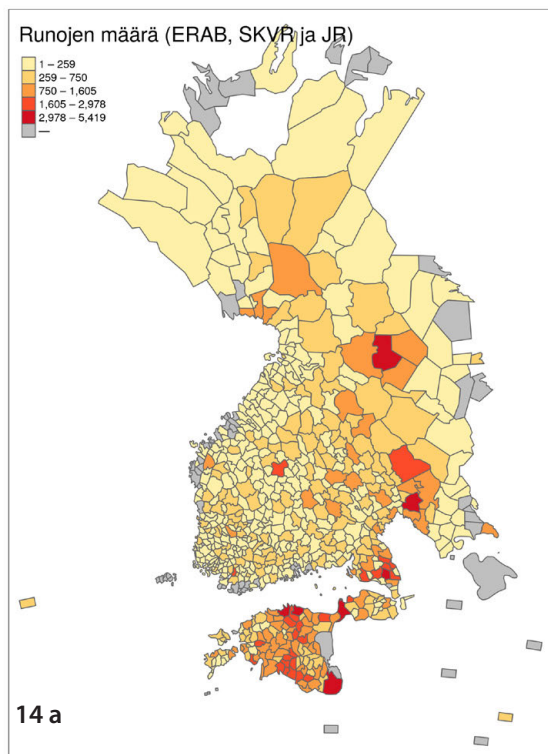 Runojen määrä (ERAB, SKVR ja JR)
1 – 259
259 – 750
750 – 1,605
1,605 – 2,978
2,978 – 5,419
—
14 a